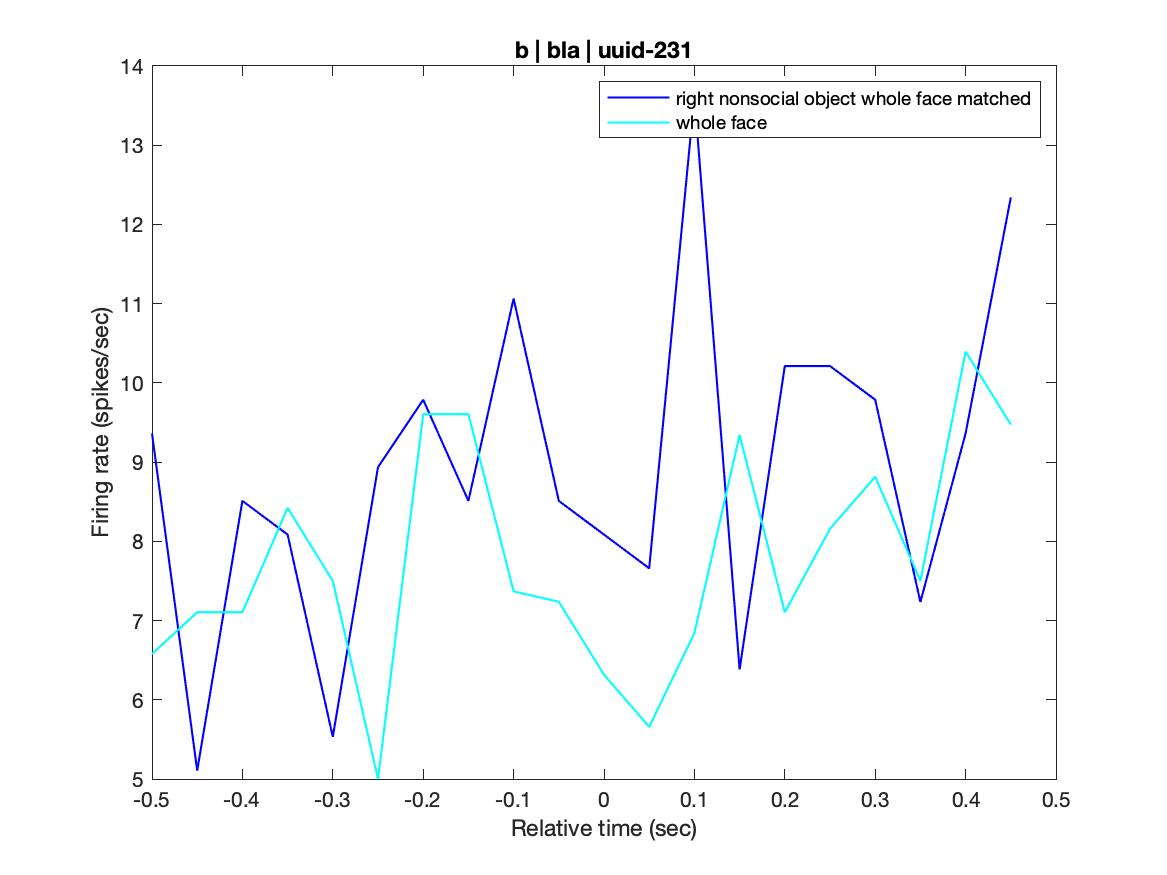 b | bla | uuid-231
right nonsocial object whole face matched
whole face
14
13
12
11
10
9
8
7
6
5
Firing rate (spikes/sec)
-0.5 -0.4 -0.3 -0.2 -0.1 0 0.1 0.2 0.3 0.4 0.5
Relative time (sec)